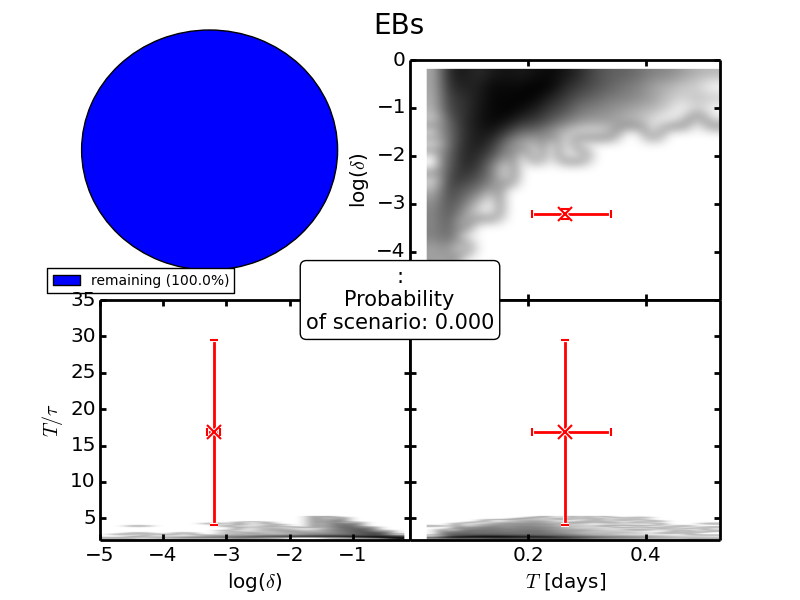 EBs
0
−1
−2
−3
−4
log(δ)
remaining (100.0%)
:
Probability
of scenario: 0.000
35
30
25
20
15
10
5
T/τ
−5 −4 −3 −2 −1
0.2 0.4
log(δ)
T [days]